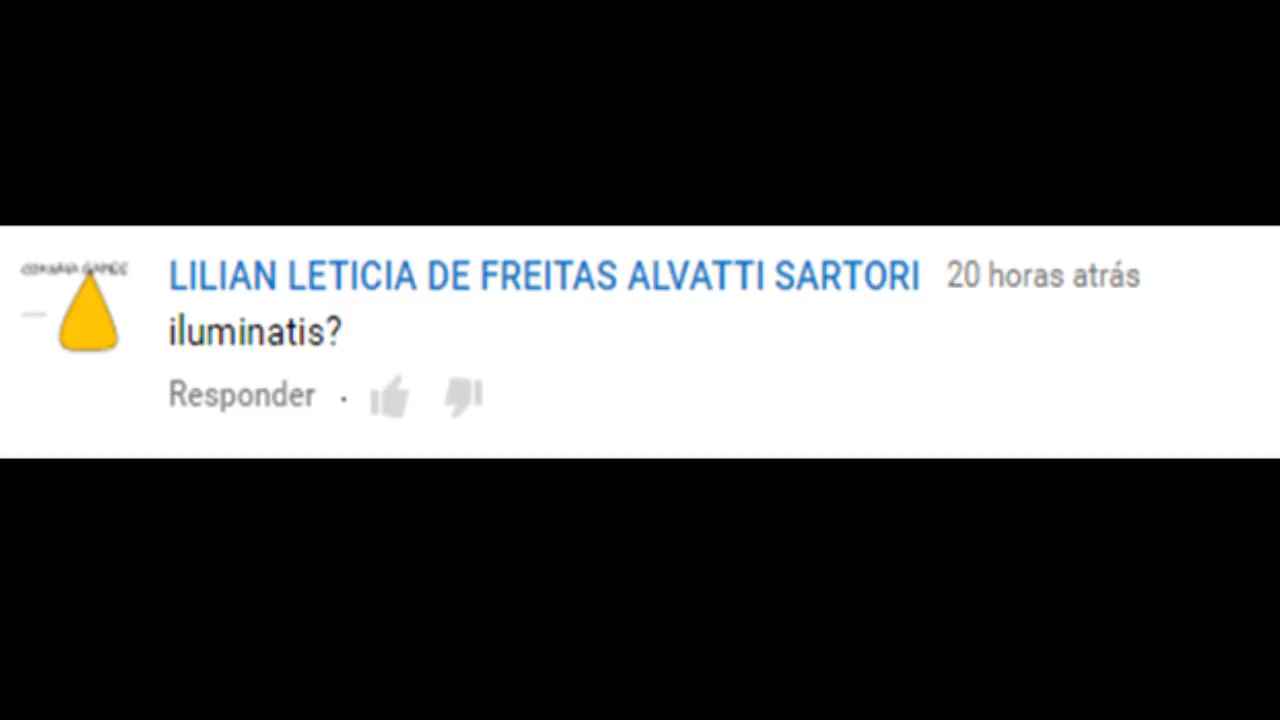 LILIAN LETICIA DE FREITAS ALVATTI SARTORI 20 horas atrás
iluminatis?
Responder ·